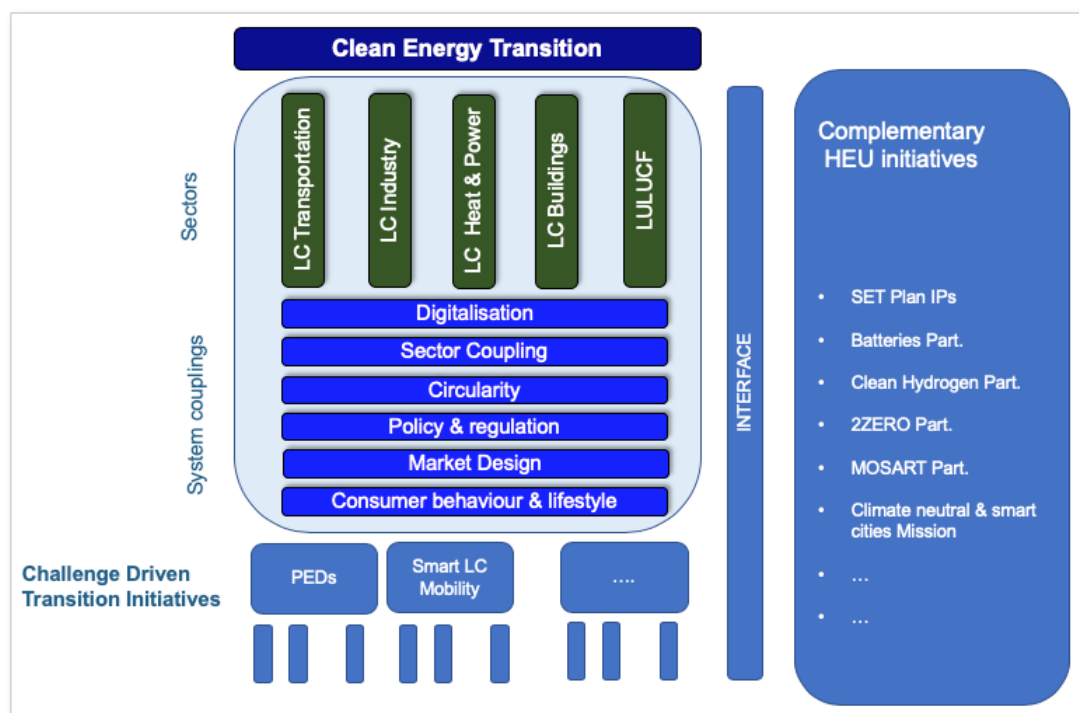 Clean Energy Transition
Sectors
LC Transportation
LC Industry
LC  Heat & Power
LC Buildings
LULUCF
System couplings
Digitalisation
Sector Coupling
Circularity
Policy & regulation
Market Design
Consumer behaviour & lifestyle
Challenge Driven
Transition Initiatives
PEDs
Smart LC
Mobility
....
INTERFACE
Complementary
HEU initiatives
• SET Plan IPs
• Batteries Part.
• Clean Hydrogen Part.
• 2ZERO Part.
• MOSART Part.
• Climate neutral & smart
cities Mission
• ...
• ...